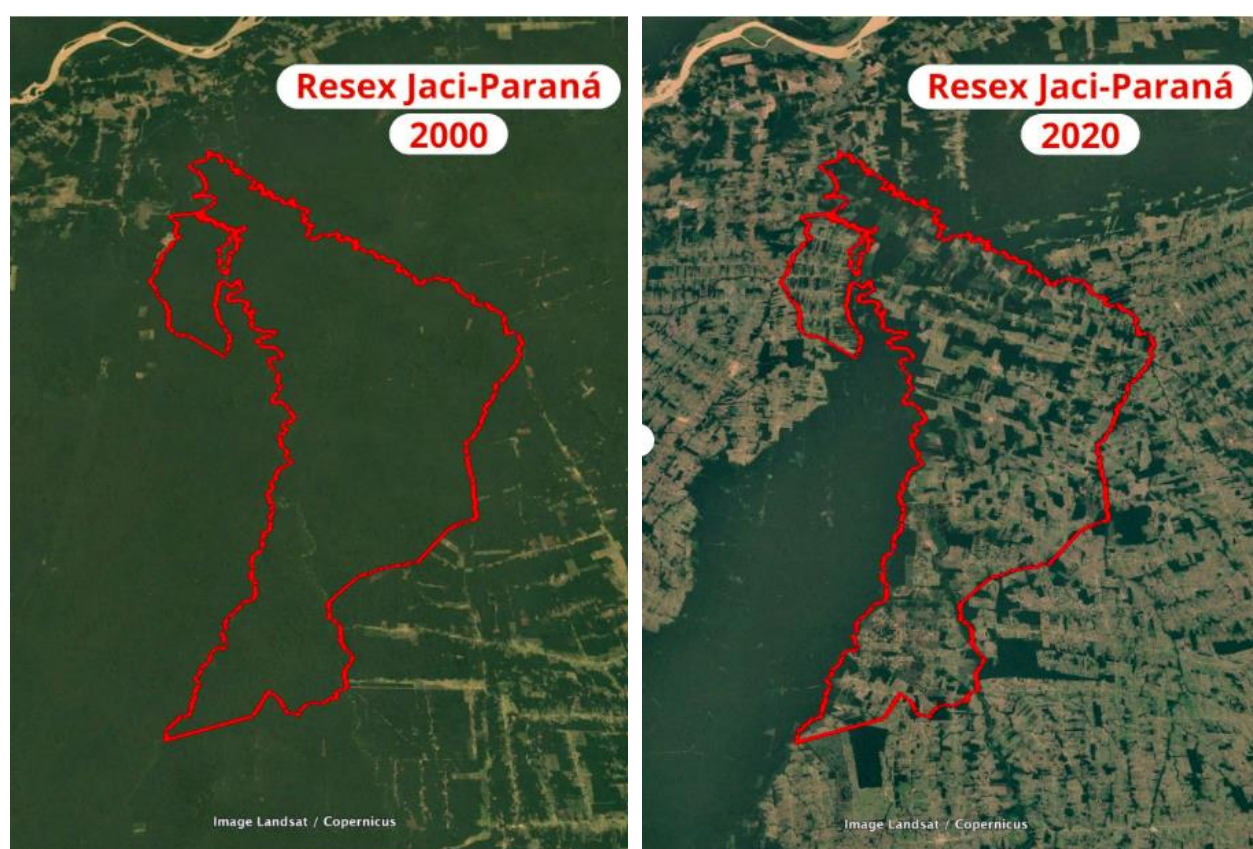 Resex Jaci-Paraná
2000
Image Landsat / Copernicus
Resex Jaci-Paraná
2020
Image Landsat / Copernicus